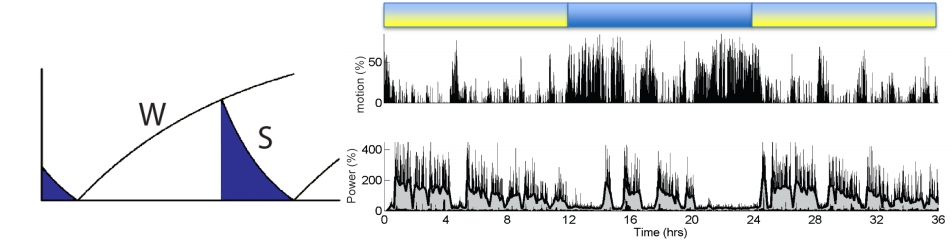 W
S
motion (%)
50
0
Power (%)
400
200
0
0 4 8 12 16 20 24 28 32 36
Time (hrs)